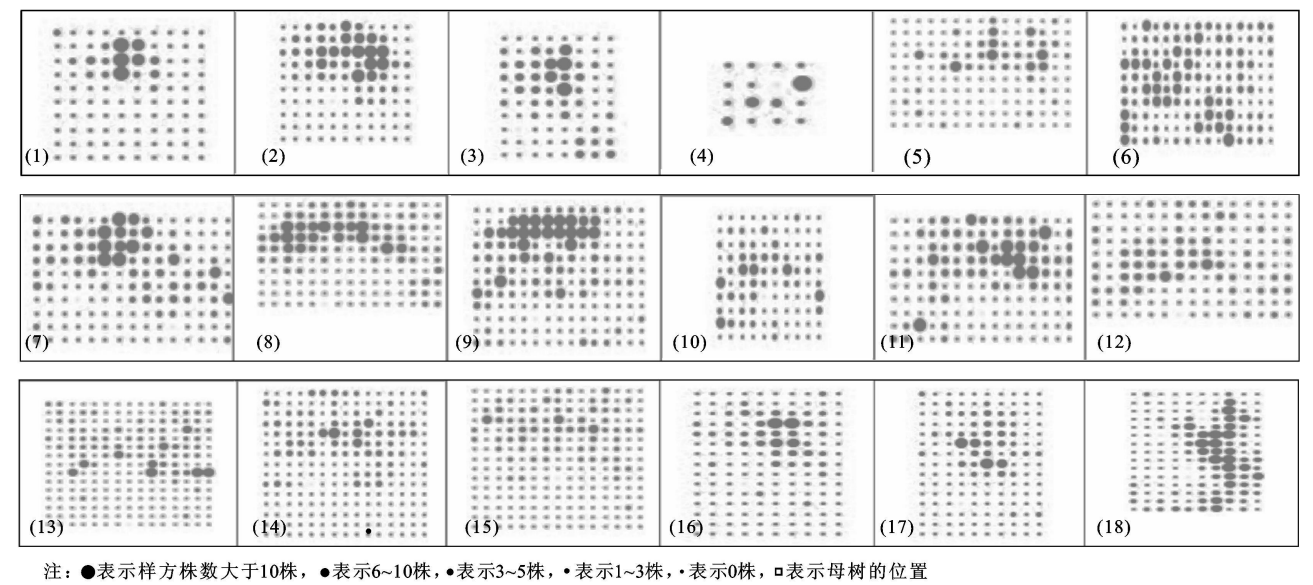 (1) (2) (3) (4) (5) (6)
(7) (8) (9) (10) (11) (12)
(13) (14) (15) (16) (17) (18)
注：●表示样方株数大于10株，●表示6~10株，●表示3~5株，•表示1~3株，·表示0株，□表示母树的位置